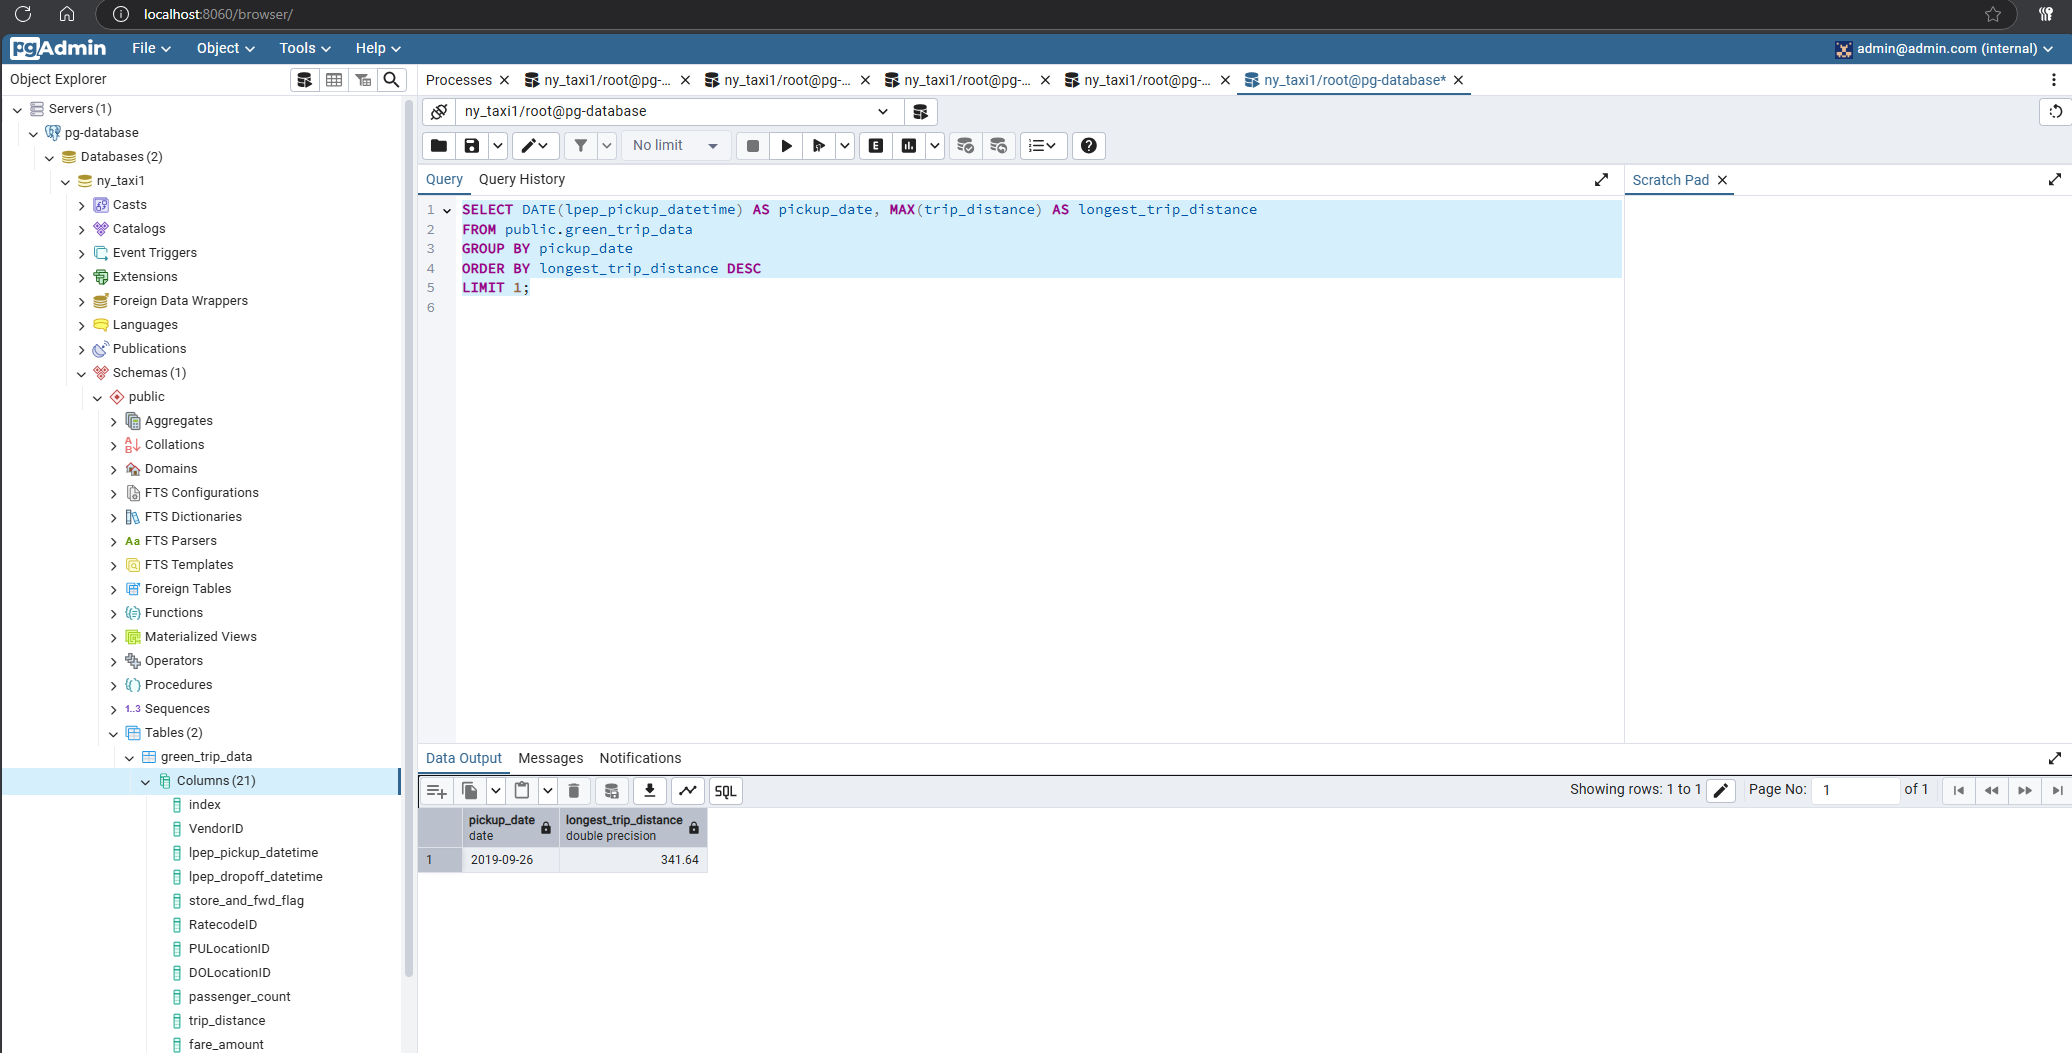 localhost:8060/browser/
pgAdmin File Object Tools Help admin@admin.com (internal)
Object Explorer
Processes ny_taxi1/root@pg-... ny_taxi1/root@pg-... ny_taxi1/root@pg-... ny_taxi1/root@pg-... ny_taxi1/root@pg-database*
Servers (1)
pg-database
Databases (2)
ny_taxi1
Casts
Catalogs
Event Triggers
Extensions
Foreign Data Wrappers
Languages
Publications
Schemas (1)
public
Aggregates
Collations
Domains
FTS Configurations
FTS Dictionaries
Aa FTS Parsers
FTS Templates
Foreign Tables
Functions
Materialized Views
Operators
Procedures
1..3 Sequences
Tables (2)
green_trip_data
Columns (21)
index
VendorID
lpep_pickup_datetime
lpep_dropoff_datetime
store_and_fwd_flag
RatecodeID
PULocationID
DOLocationID
passenger_count
trip_distance
fare_amount
ny_taxi1/root@pg-database
No limit
E
Query Query History
Scratch Pad
1 SELECT DATE(lpep_pickup_datetime) AS pickup_date, MAX(trip_distance) AS longest_trip_distance
2 FROM public.green_trip_data
3 GROUP BY pickup_date
4 ORDER BY longest_trip_distance DESC
5 LIMIT 1;
6
Data Output Messages Notifications
SQL Showing rows: 1 to 1 Page No: 1 of 1
pickup_date longest_trip_distance
date double precision
1 2019-09-26 341.64